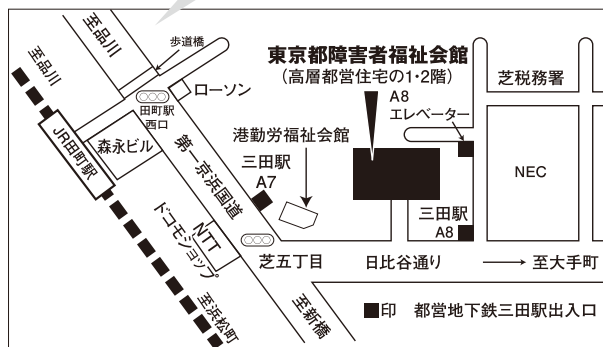 至品川
至品川
歩道橋
東京都障害者福祉会館
(高層都営住宅の1・2階)
芝税務署
A8
エレベーター
ローソン
田町駅
西口
JR田町駅
森永ビル
第一京浜国道
港勤労福祉会館
三田駅
A7
NEC
三田駅
A8
NTT
ドコモショップ
芝五丁目
日比谷通り
至大手町
至新橋
至浜松町
■印 都営地下鉄三田駅出入口